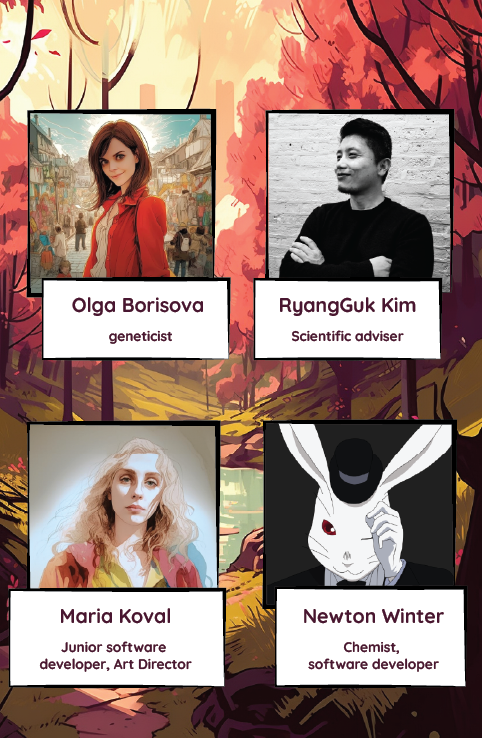 Olga Borisova
geneticist
RyangGuk Kim
Scientific adviser
Maria Koval
Junior software
developer, Art Director
Newton Winter
Chemist,
software developer